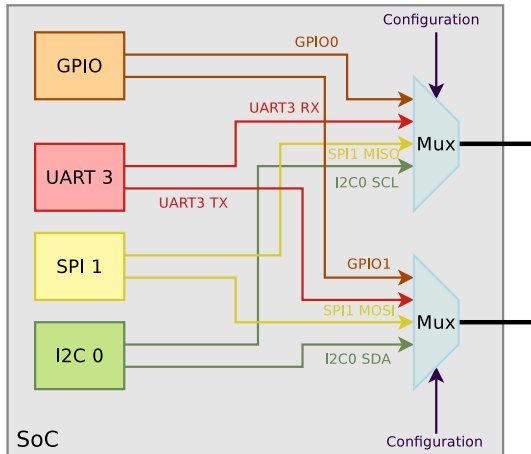 Configuration
GPIO0
GPIO
UART3 RX
Mux
SPI1 MISO
UART 3
I2C0 SCL
UART3 TX
SPI 1
GPIO1
SPI1 MOSI
Mux
I2C 0
I2C0 SDA
SoC
Configuration